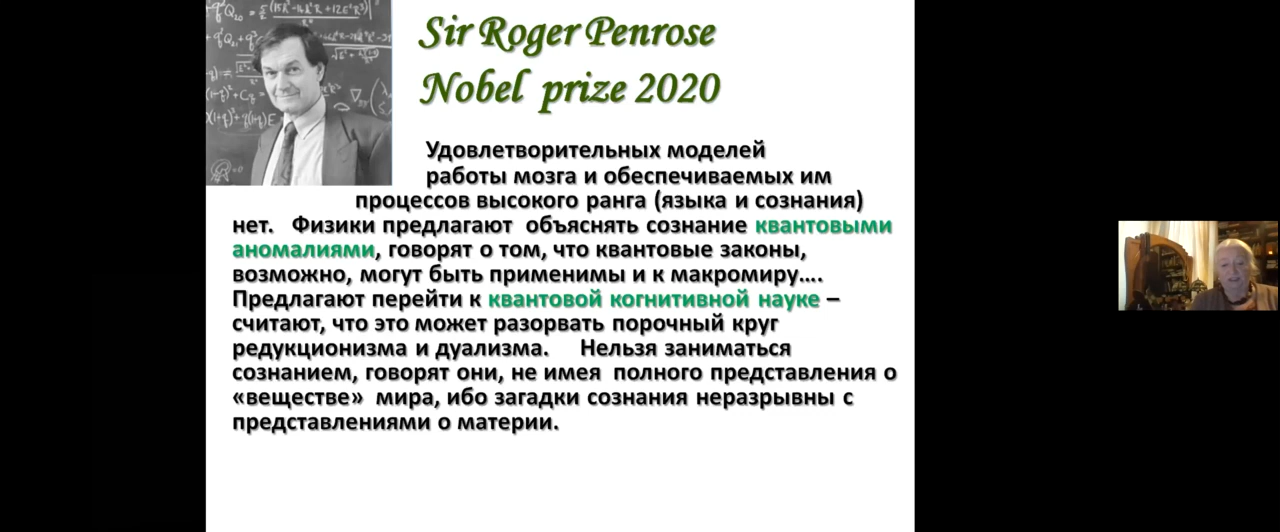 Sir Roger Penrose
Nobel prize 2020
Удовлетворительных моделей
работы мозга и обеспечиваемых им
процессов высокого ранга (языка и сознания)
нет. Физики предлагают объяснять сознание квантовыми
аномалиями, говорят о том, что квантовые законы,
возможно, могут быть применимы и к макромиру….
Предлагают перейти к квантовой когнитивной науке –
считают, что это может разорвать порочный круг
редукционизма и дуализма. Нельзя заниматься
сознанием, говорят они, не имея полного представления о
«веществе» мира, ибо загадки сознания неразрывны с
представлениями о материи.